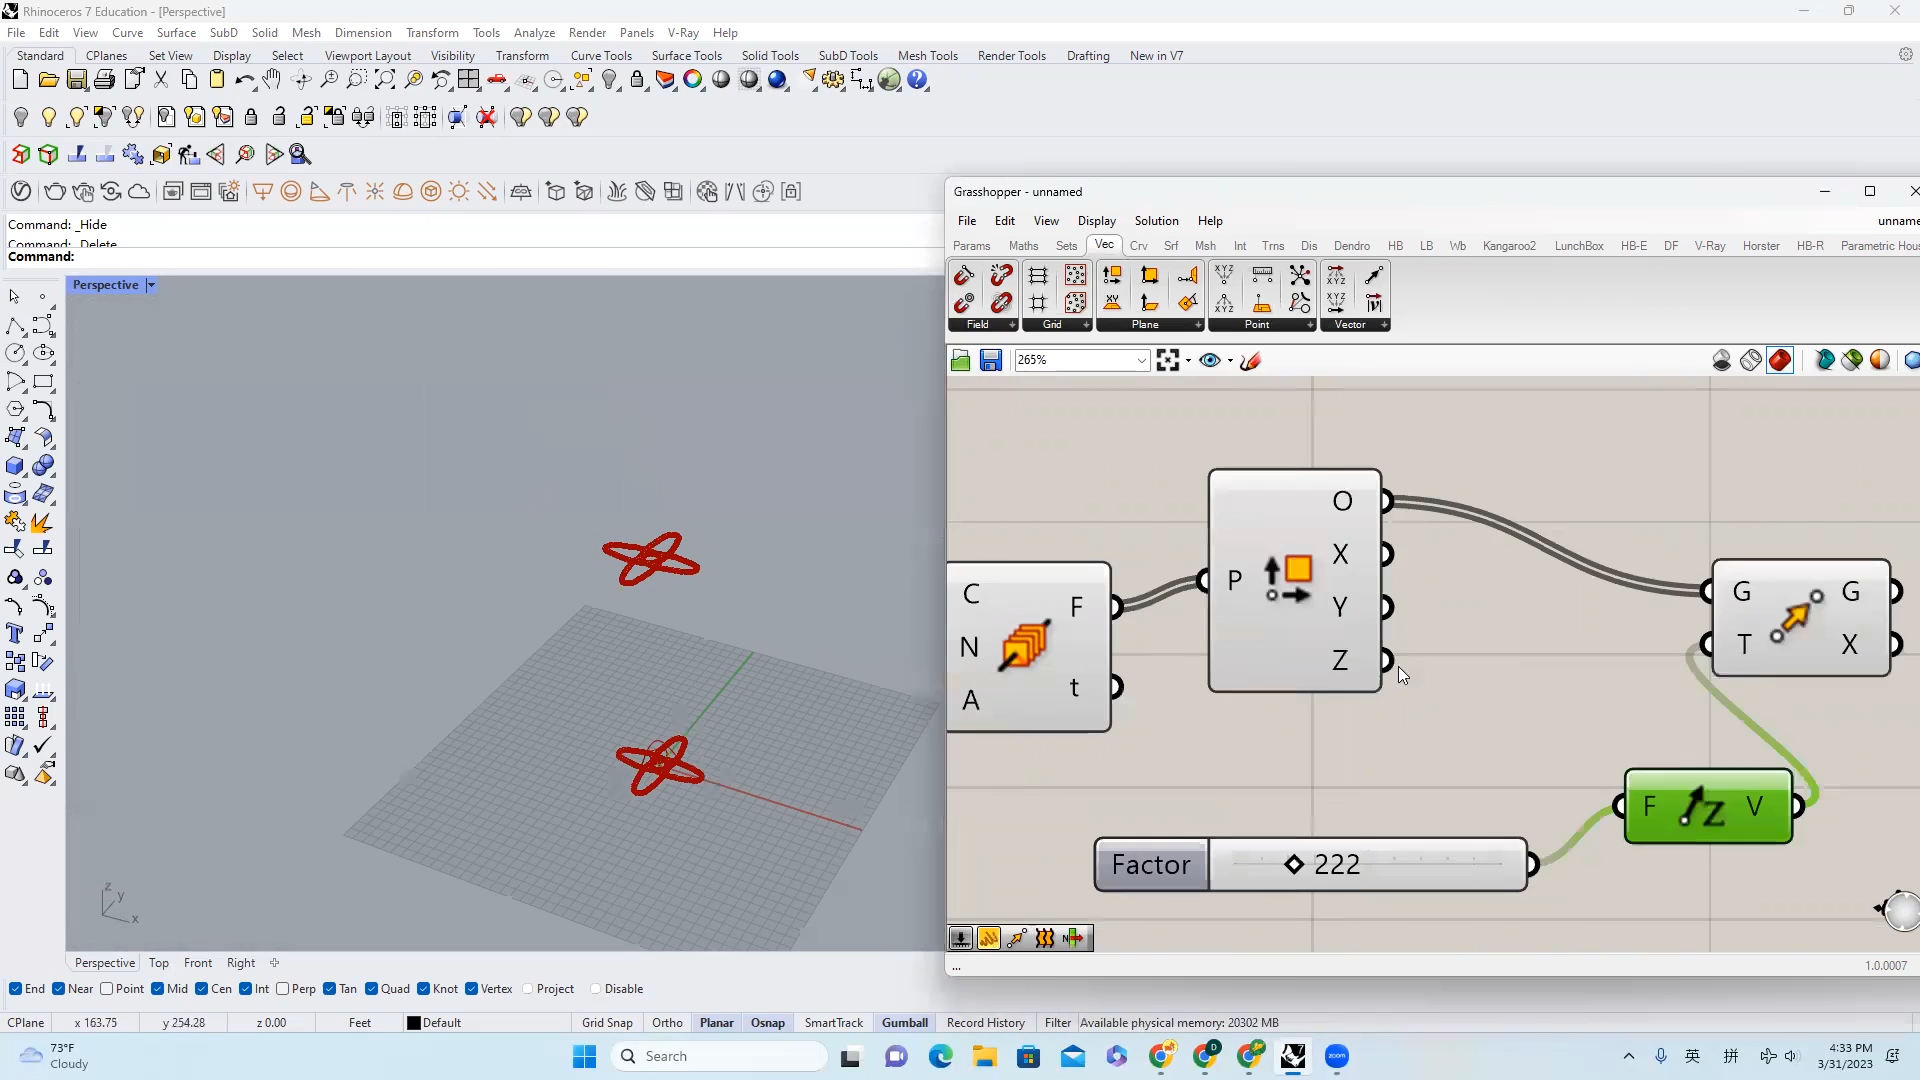 Rhinoceros 7 Education - [Perspective]
File Edit View Curve Surface SubD Solid Mesh Dimension Transform Tools Analyze Render Panels V-Ray Help
Standard CPlanes Set View Display Select Viewport Layout Visibility Transform Curve Tools Surface Tools Solid Tools SubD Tools Mesh Tools Render Tools Drafting New in V7
Command: _Hide
Command: _Delete
Command:
Perspective
z
y
x
Grasshopper - unnamed
File Edit View Display Solution Help
unname
Params Maths Sets Vec Crv Srf Msh Int Trns Dis Dendro HB LB Wb Kangaroo2 LunchBox HB-E DF V-Ray Horster HB-R Parametric Hous
Field Grid Plane Point Vector
265%
C
N
A
F
t
P
O
X
Y
Z
G
T
G
X
F Z V
Factor 222
...
1.0.0007
Perspective Top Front Right
End Near Point Mid Cen Int Perp Tan Quad Knot Vertex Project Disable
CPlane x 163.75 y 254.28 z 0.00 Feet Default Grid Snap Ortho Planar Osnap SmartTrack Gumball Record History Filter Available physical memory: 20302 MB
73°F
Cloudy
Search
zoom
英
拼
4:33 PM
3/31/2023